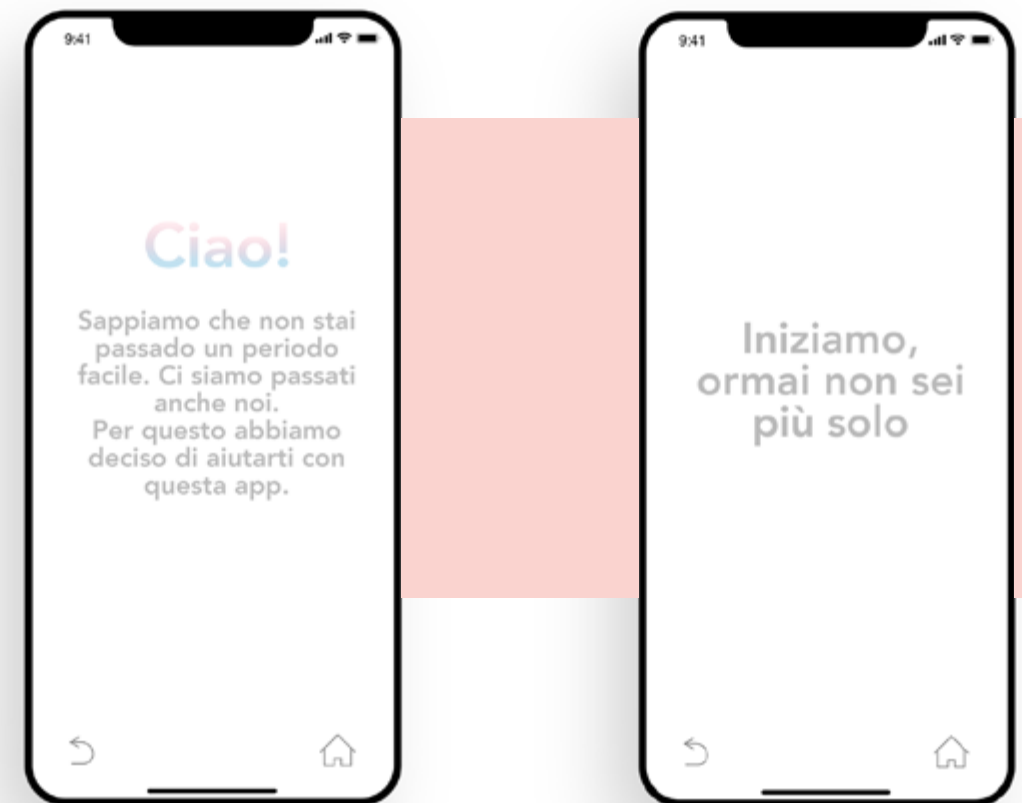 9:41
Ciao!
Sappiamo che non stai
passado un periodo
facile. Ci siamo passati
anche noi.
Per questo abbiamo
deciso di aiutarti con
questa app.
9:41
Iniziamo,
ormai non sei
più solo